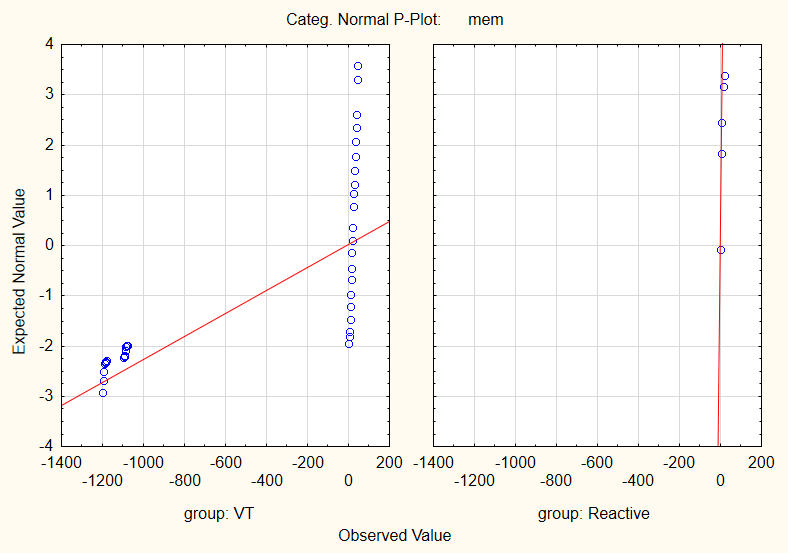 Categ. Normal P-Plot: mem
4
3
2
1
0
-1
-2
-3
-4
Expected Normal Value
-1400 -1000 -600 -200 200 -1400 -1000 -600 -200 200
-1200 -800 -400 0 -1200 -800 -400 0
group: VT group: Reactive
Observed Value